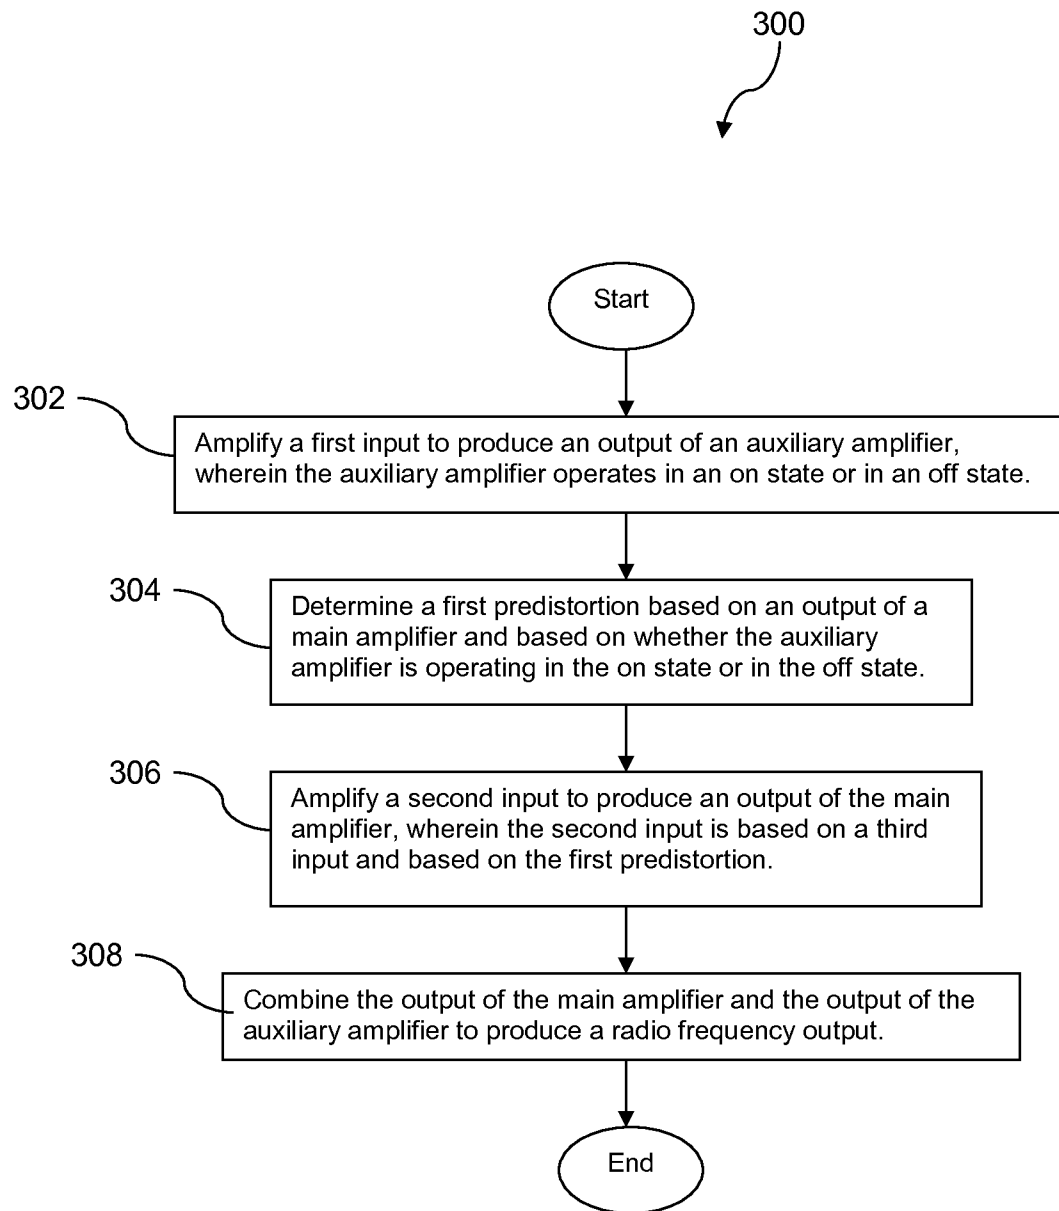 300
Start
302
Amplify a first input to produce an output of an auxiliary amplifier,
wherein the auxiliary amplifier operates in an on state or in an off state.
304
Determine a first predistortion based on an output of a
main amplifier and based on whether the auxiliary
amplifier is operating in the on state or in the off state.
306
Amplify a second input to produce an output of the main
amplifier, wherein the second input is based on a third
input and based on the first predistortion.
308
Combine the output of the main amplifier and the output of the
auxiliary amplifier to produce a radio frequency output.
End